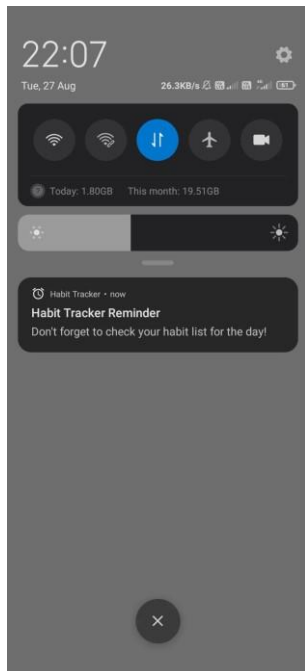 22:07
Tue, 27 Aug
26.3KB/s
61
Today: 1.80GB This month: 19.51GB
Habit Tracker • now
Habit Tracker Reminder
Don't forget to check your habit list for the day!